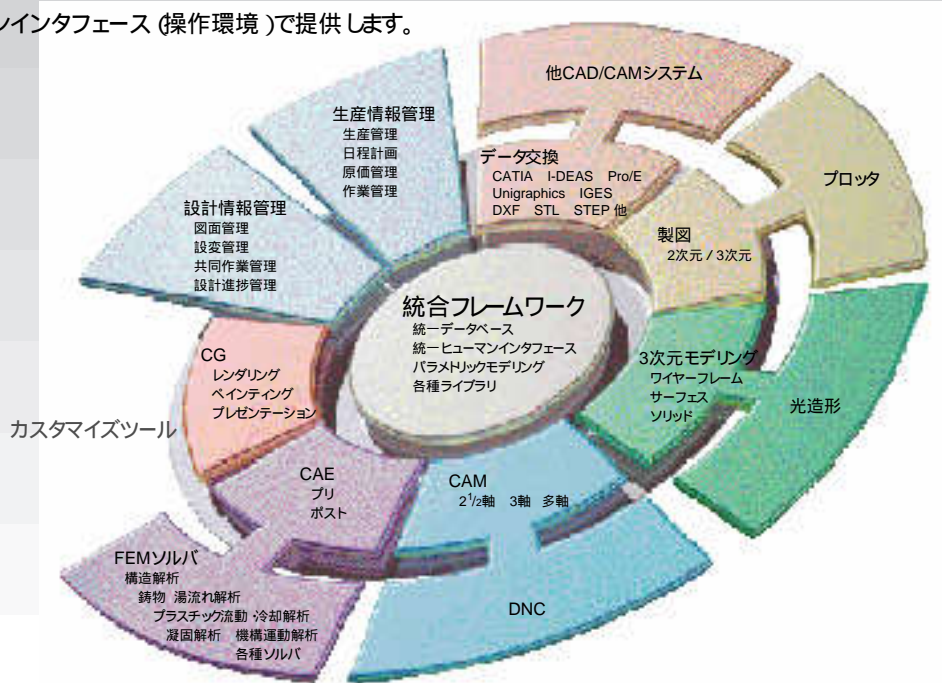 ンインタフェース(操作環境)で提供します。
他CAD/CAMシステム
生産情報管理
生産管理
日程計画
原価管理
作業管理
データ交換
CATIA I-DEAS Pro/E
Unigraphics IGES
DXF STL STEP 他
プロッタ
設計情報管理
図面管理
設変管理
共同作業管理
設計進捗管理
製図
2次元 / 3次元
統合フレームワーク
統一データベース
統一ヒューマンインタフェース
パラメトリックモデリング
各種ライブラリ
CG
レンダリング
ペインティング
プレゼンテーション
3次元モデリング
ワイヤーフレーム
サーフェス
ソリッド
光造形
カスタマイズツール
CAE
プリ
ポスト
CAM
2 1/2軸 3軸 多軸
FEMソルバ
構造解析
鋳物 湯流れ解析
プラスチック流動・冷却解析
凝固解析 機構運動解析
各種ソルバ
DNC